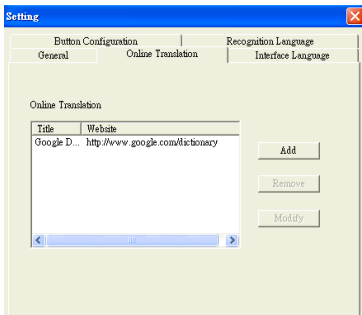 Setting
Button Configuration Recognition Language
General Online Translation Interface Language
Online Translation
Title Website
Google D... http://www.google.com/dictionary
Add
Remove
Modify